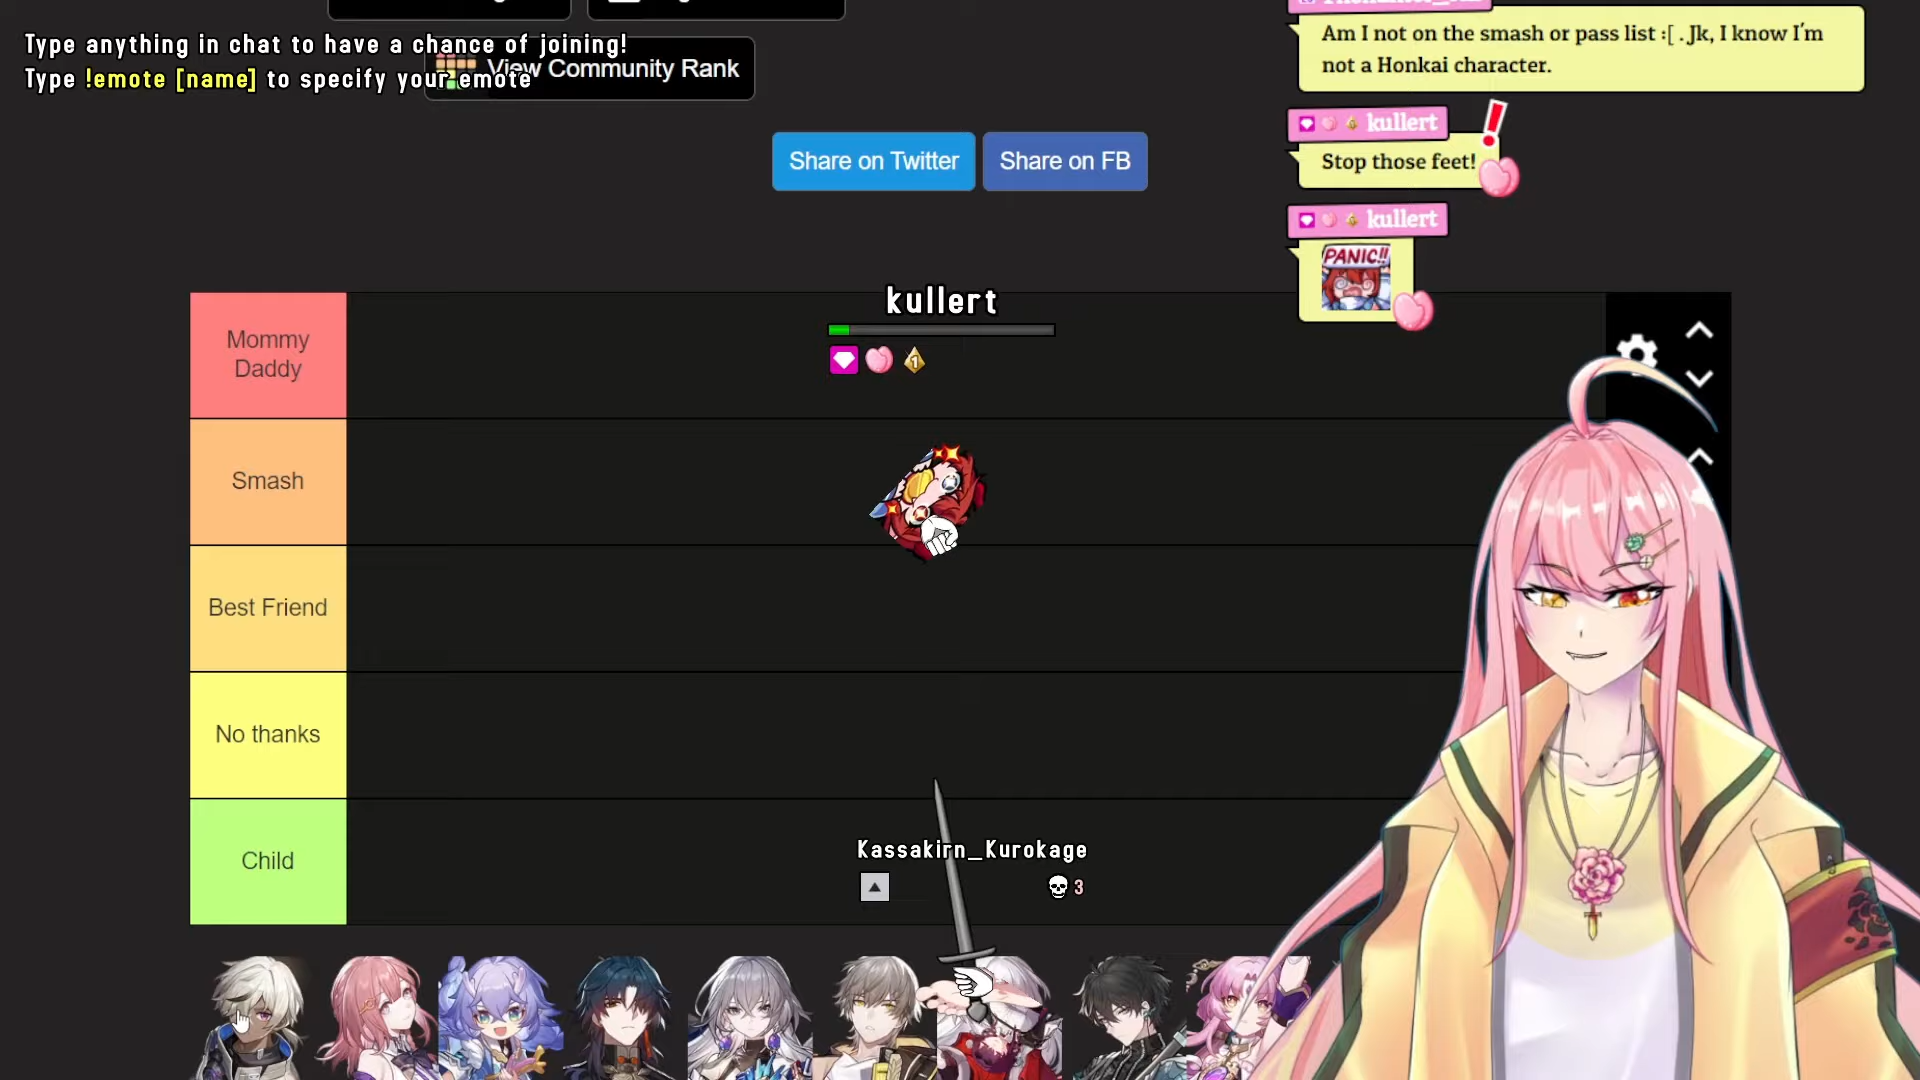 Type anything in chat to have a chance of joining!
Type !emote [name] to specify your emote
View Community Rank
Share on Twitter
Share on FB
Am I not on the smash or pass list :[ . Jk, I know I'm
not a Honkai character.
kullert
Stop those feet!
kullert
PANIC!!
kullert
1
Mommy
Daddy
Smash
Best Friend
No thanks
Child
Kassakirn_Kurokage
3